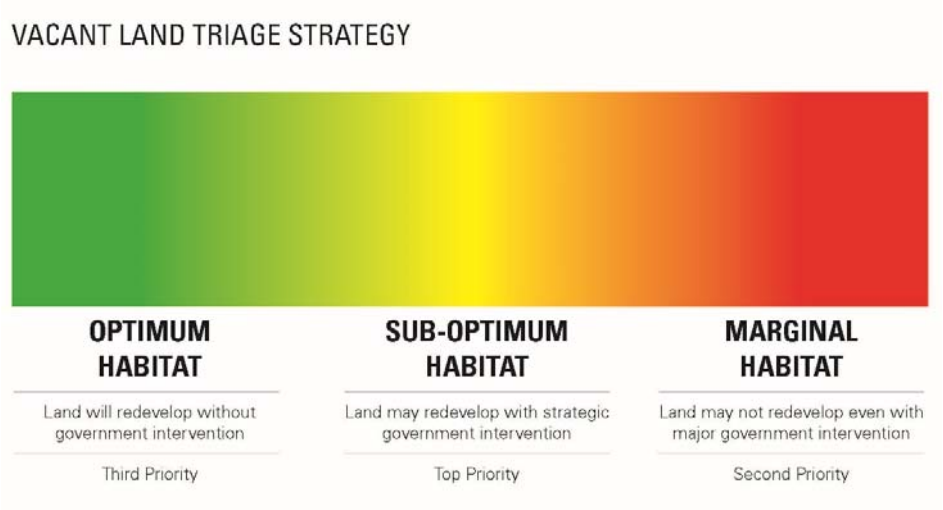 VACANT LAND TRIAGE STRATEGY
OPTIMUM
HABITAT
Land will redevelop without
government intervention
Third Priority
SUB-OPTIMUM
HABITAT
Land may redevelop with strategic
government intervention
Top Priority
MARGINAL
HABITAT
Land may not redevelop even with
major government intervention
Second Priority